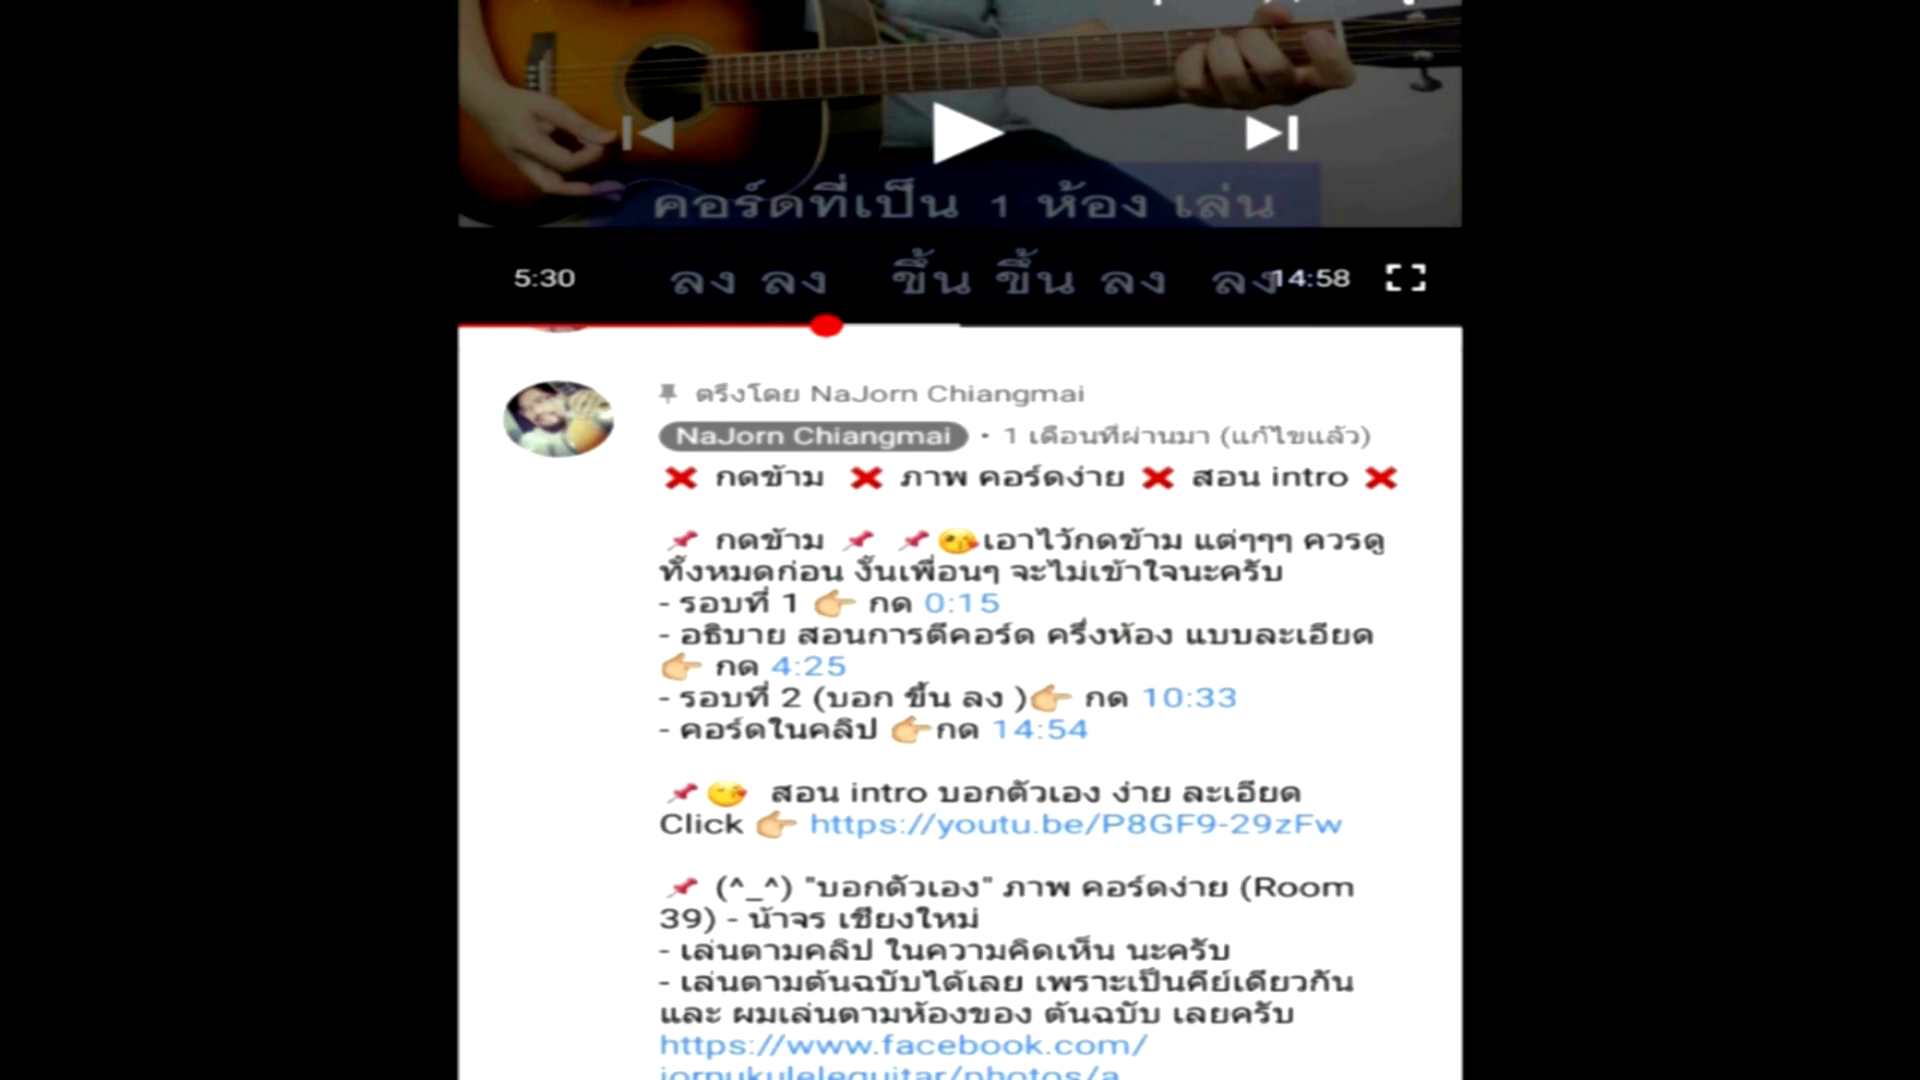 คอร์ดที่เป็น 1 ห้อง เล่น
5:30 ลง ลง ขึ้น ขึ้น ลง ลง 14:58
ตรึงโดย NaJorn Chiangmai
NaJorn Chiangmai • 1 เดือนที่ผ่านมา (แก้ไขแล้ว)
❌ กดข้าม ❌ ภาพ คอร์ดง่าย ❌ สอน intro ❌
📌 กดข้าม 📌 📌😘เอาไว้กดข้าม แต่ๆๆๆ ควรดู
ทั้งหมดก่อน งั้นเพื่อนๆ จะไม่เข้าใจนะครับ
- รอบที่ 1 👉🏼 กด 0:15
- อธิบาย สอนการตีคอร์ด ครึ่งห้อง แบบละเอียด
👉🏼 กด 4:25
- รอบที่ 2 (บอก ขึ้น ลง )👉🏼 กด 10:33
- คอร์ดในคลิป 👉🏼กด 14:54
📌😘 สอน intro บอกตัวเอง ง่าย ละเอียด
Click 👉🏼 https://youtu.be/P8GF9-29zFw
📌 (^_^) "บอกตัวเอง" ภาพ คอร์ดง่าย (Room
39) - น้าจร เชียงใหม่
- เล่นตามคลิป ในความคิดเห็น นะครับ
- เล่นตามต้นฉบับได้เลย เพราะเป็นคีย์เดียวกัน
และ ผมเล่นตามห้องของ ต้นฉบับ เลยครับ
https://www.facebook.com/
jornukuleleguitar/photos/a